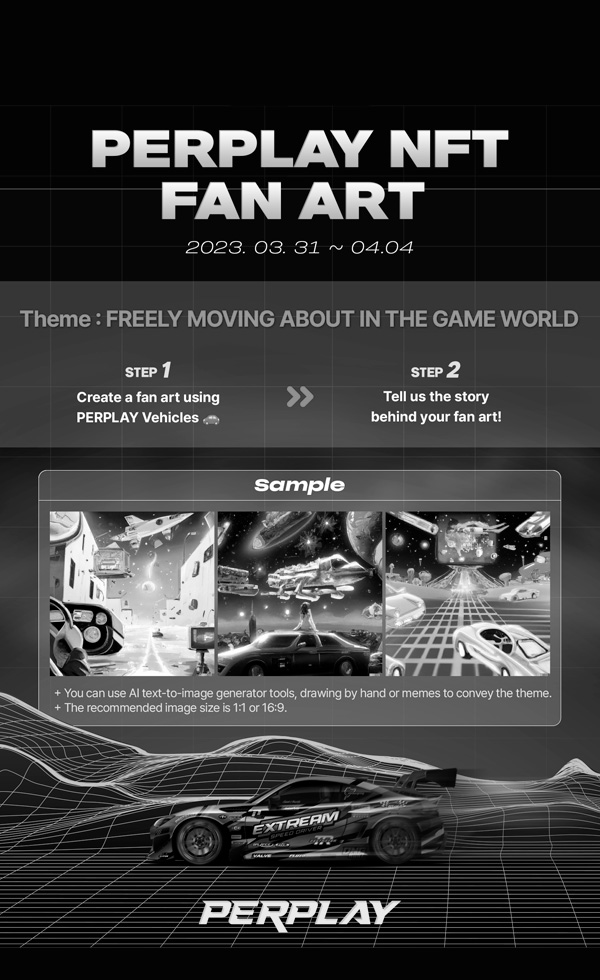 PERPLAY NFT
FAN ART
2023. 03. 31 ~ 04.04
Theme : FREELY MOVING ABOUT IN THE GAME WORLD
STEP 1
Create a fan art using
PERPLAY Vehicles 🚗
STEP 2
Tell us the story
behind your fan art!
Sample
+ You can use AI text-to-image generator tools, drawing by hand or memes to convey the theme.
+ The recommended image size is 1:1 or 16:9.
EXTREAM
SPEED DRIVER
VALVE
PERPLAY